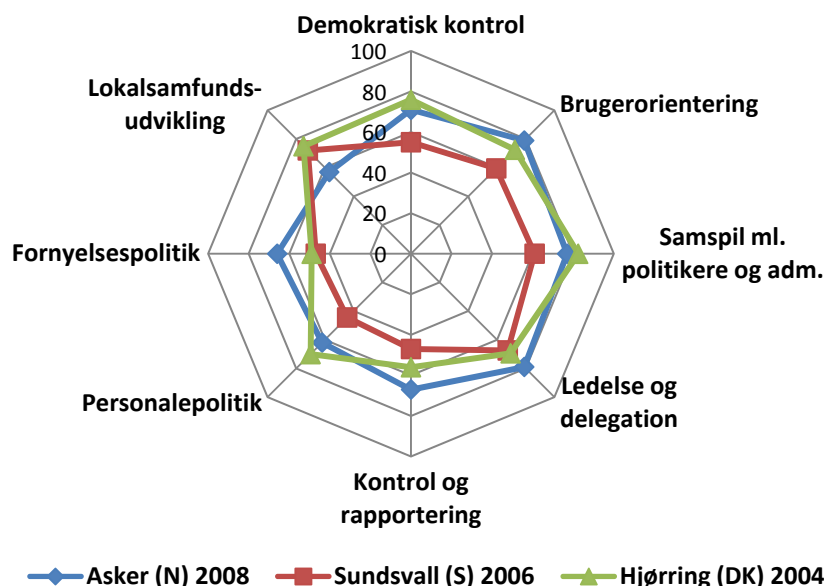 Demokratisk kontrol
100
80
60
40
20
0
Brugerorientering
Samspil ml.
politikere og adm.
Ledelse og
delegation
Kontrol og
rapportering
Personalepolitik
Fornyelsespolitik
Lokalsamfunds-
udvikling
Asker (N) 2008
Sundsvall (S) 2006
Hjørring (DK) 2004